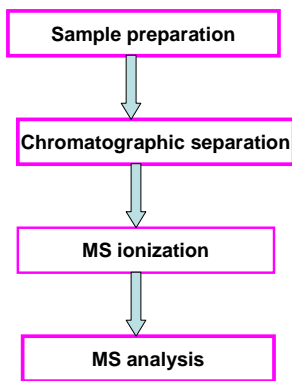 Sample preparation
Chromatographic separation
MS ionization
MS analysis